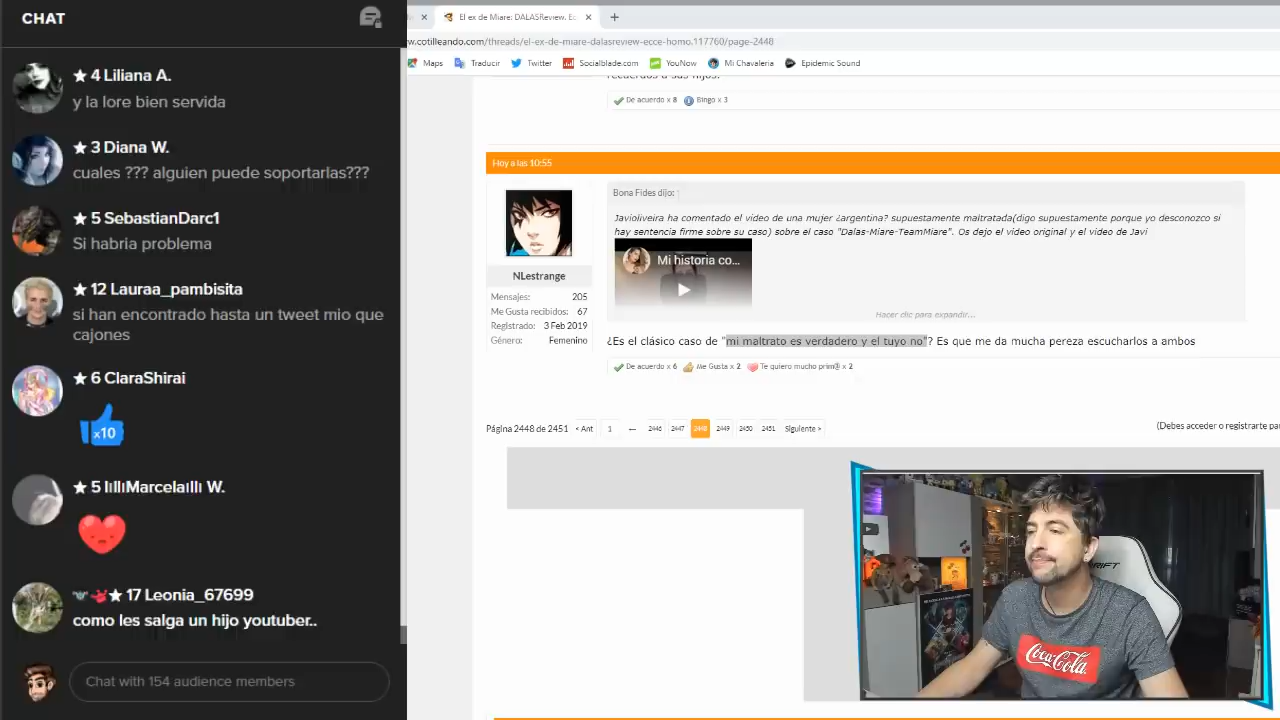 CHAT
★ 4 Liliana A.
y la lore bien servida
★ 3 Diana W.
cuales ??? alguien puede soportarlas???
★ 5 SebastianDarc1
Si habria problema
★ 12 Lauraa_pambisita
si han encontrado hasta un tweet mio que
cajones
★ 6 ClaraShirai
x10
★ 5 lılllıMarcelaıllı W.
★ 17 Leonia_67699
como les salga un hijo youtuber..
Chat with 154 audience members
El ex de Miare: DALASReview. Ecc
w.cotilleando.com/threads/el-ex-de-miare-dalasreview-ecce-homo.117760/page-2448
Maps Traducir Twitter Socialblade.com YouNow Mi Chavaleria Epidemic Sound
recuerdos a sus hijos.
De acuerdo x 8 Bingo x 3
Hoy a las 10:55
Bona Fides dijo: ↑
Javioliveira ha comentado el vídeo de una mujer ¿argentina? supuestamente maltratada(digo supuestamente porque yo desconozco si
hay sentencia firme sobre su caso) sobre el caso "Dalas-Miare-TeamMiare". Os dejo el vídeo original y el vídeo de Javi
Mi historia co...
Hacer clic para expandir...
NLestrange
Mensajes: 205
Me Gusta recibidos: 67
Registrado: 3 Feb 2019
Género: Femenino
¿Es el clásico caso de "mi maltrato es verdadero y el tuyo no"? Es que me da mucha pereza escucharlos a ambos
De acuerdo x 6 Me Gusta x 2 Te quiero mucho prim@ x 2
Página 2448 de 2451 < Ant 1 ← 2446 2447 2448 2449 2450 2451 Siguiente >
(Debes acceder o registrarte pa
Coca-Cola